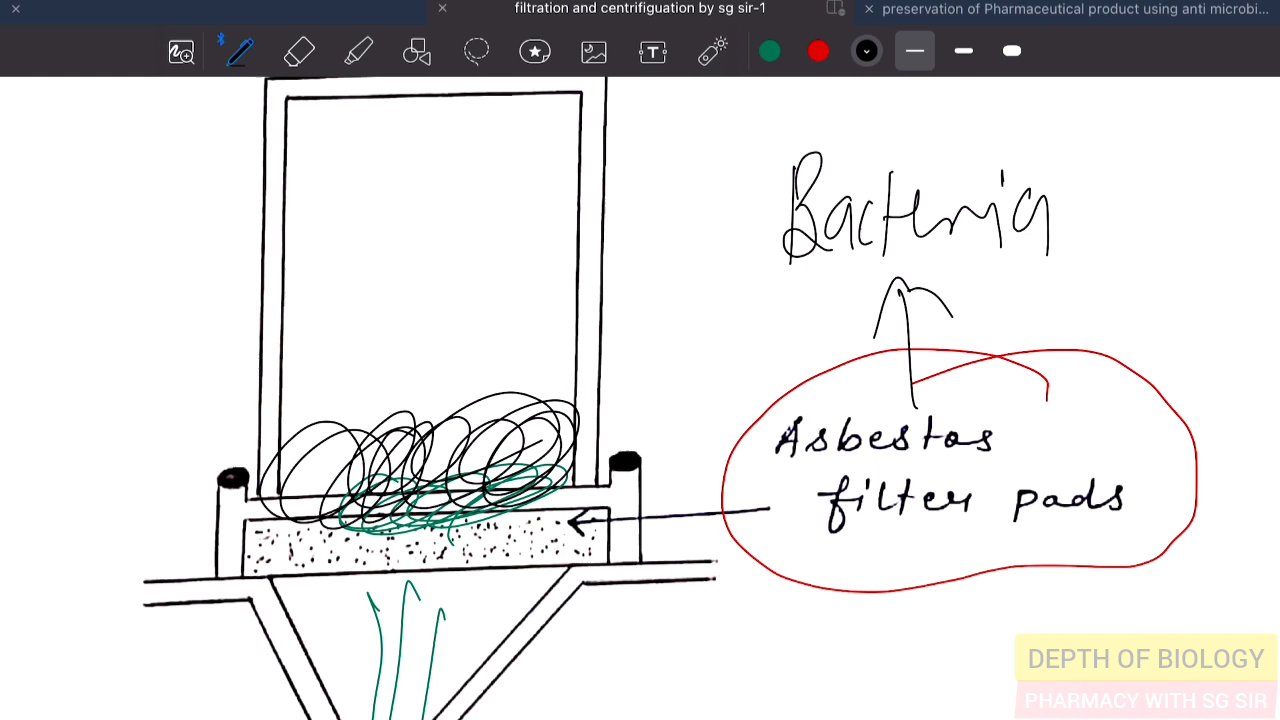 filtration and centrifiguation by sg sir-1
preservation of Pharmaceutical product using anti microbi...
T
Bacteria
Asbestos
filter pads
DEPTH OF BIOLOGY
PHARMACY WITH SG SIR